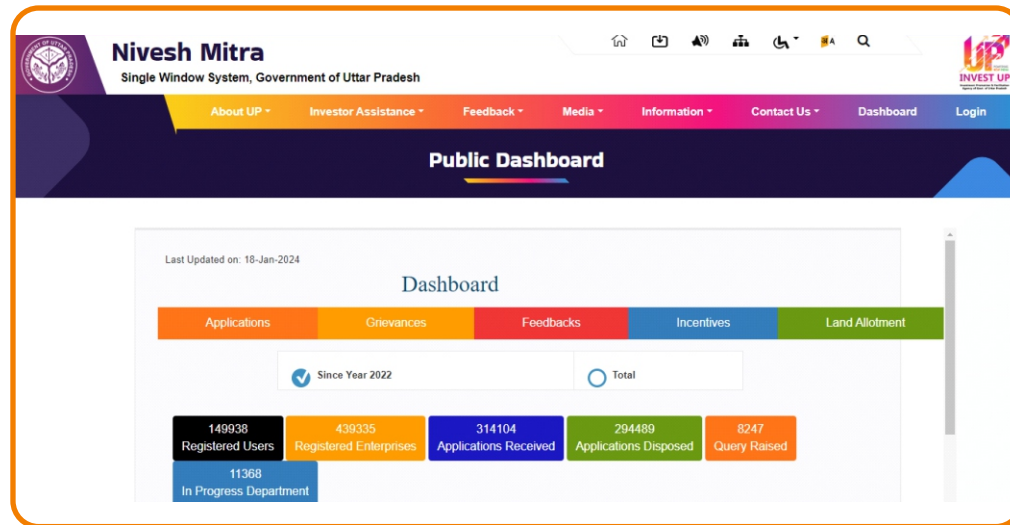 Nivesh Mitra
Single Window System, Government of Uttar Pradesh
UP
INVEST UP
About UP Investor Assistance Feedback Media Information Contact Us Dashboard Login
Public Dashboard
Last Updated on: 18-Jan-2024
Dashboard
Applications Grievances Feedbacks Incentives Land Allotment
Since Year 2022 Total
149938 439335 314104 294489 8247
Registered Users Registered Enterprises Applications Received Applications Disposed Query Raised
11368
In Progress Department